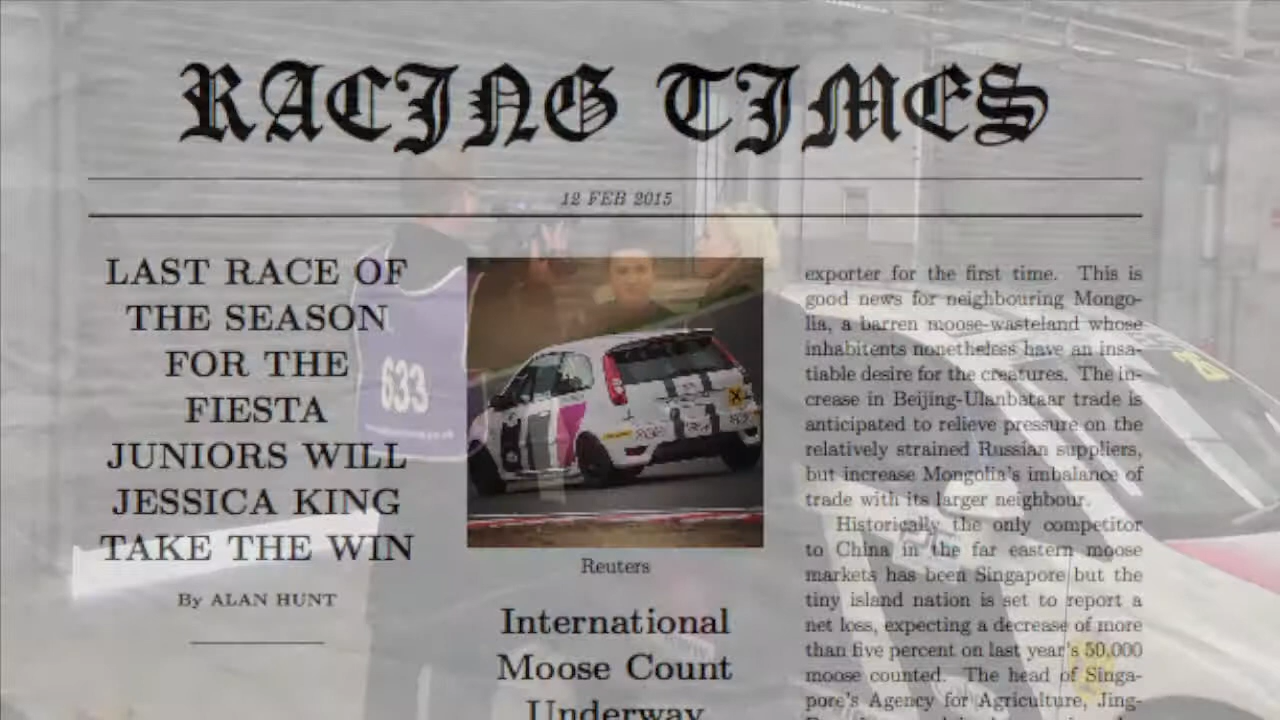 RACING TIMES
12 FEB 2015
LAST RACE OF
THE SEASON
FOR THE
FIESTA
JUNIORS WILL
JESSICA KING
TAKE THE WIN
By ALAN HUNT
633
Reuters
International
Moose Count
Underway
exporter for the first time. This is
good news for neighbouring Mongo-
lia, a barren moose-wasteland whose
inhabitents nonetheless have an insa-
tiable desire for the creatures. The in-
crease in Beijing-Ulanbataar trade is
anticipated to relieve pressure on the
relatively strained Russian suppliers,
but increase Mongolia's imbalance of
trade with its larger neighbour.
Historically the only competitor
to China in the far eastern moose
markets has been Singapore but the
tiny island nation is set to report a
net loss, expecting a decrease of more
than five percent on last year's 50,000
moose counted. The head of Singa-
pore's Agency for Agriculture, Jing-